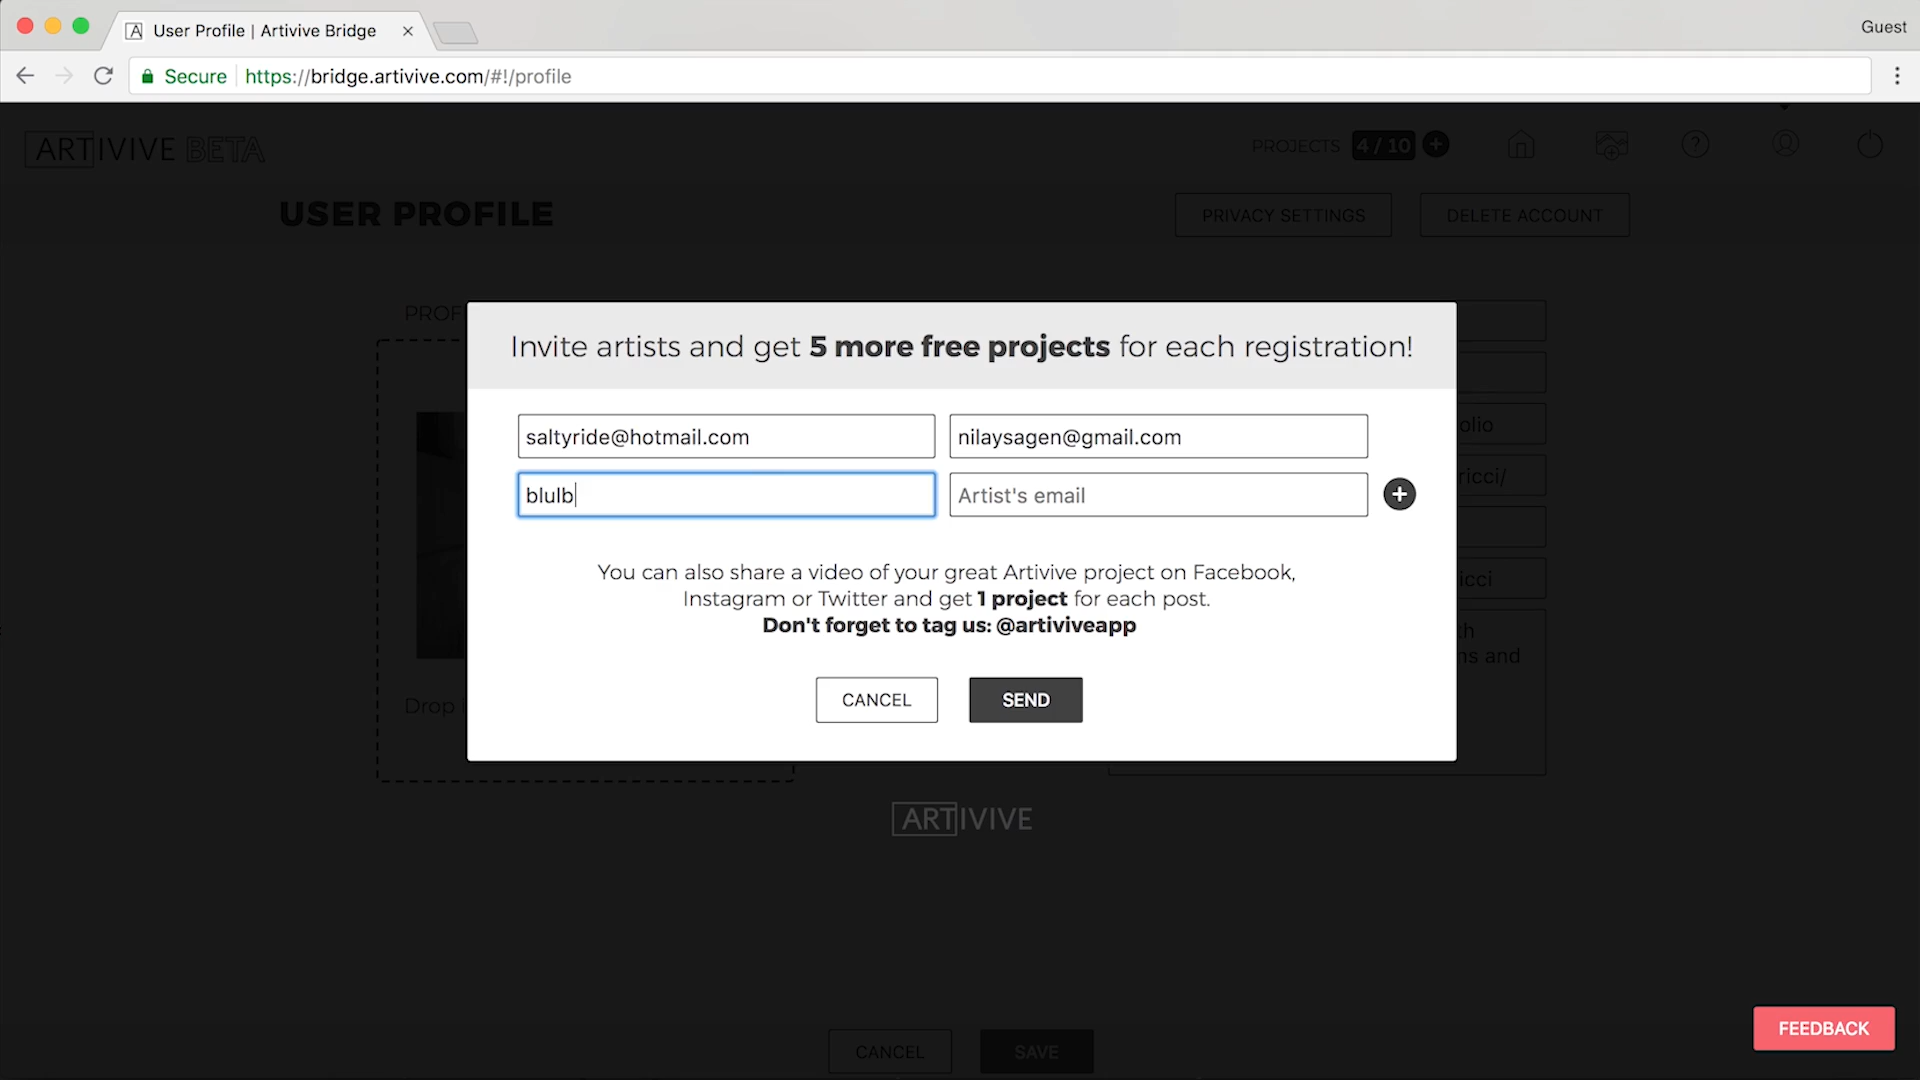 User Profile | Artivive Bridge
Guest
Secure https://bridge.artivive.com/#!/profile
ARTIVIVE BETA
PROJECTS 4 / 10
USER PROFILE
PRIVACY SETTINGS
DELETE ACCOUNT
Invite artists and get 5 more free projects for each registration!
saltyride@hotmail.com
nilaysagen@gmail.com
blulb
Artist's email
You can also share a video of your great Artivive project on Facebook,
Instagram or Twitter and get 1 project for each post.
Don't forget to tag us: @artiviveapp
CANCEL
SEND
Drop
ARTIVIVE
FEEDBACK
CANCEL
SAVE